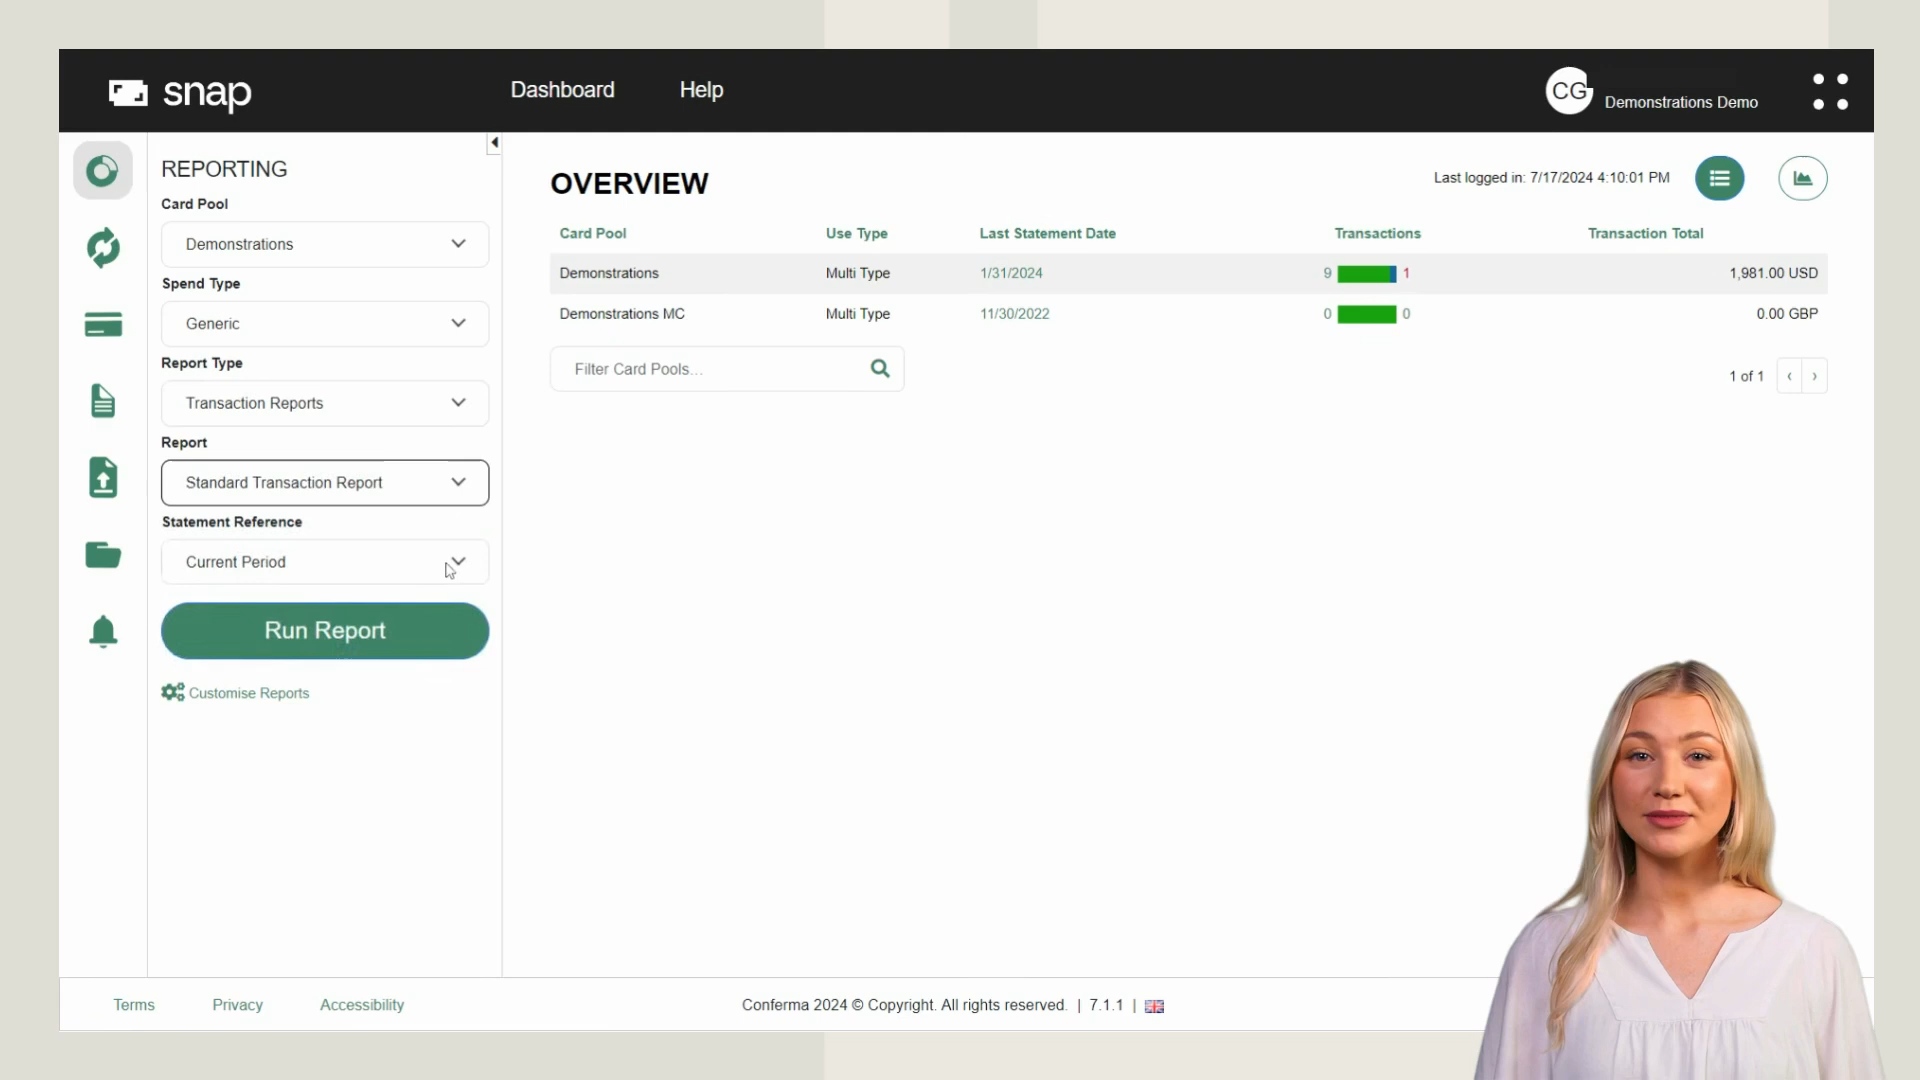 snap
Dashboard
Help
CG
Demonstrations Demo
REPORTING
Card Pool
Demonstrations
Spend Type
Generic
Report Type
Transaction Reports
Report
Standard Transaction Report
Statement Reference
Current Period
Run Report
Customise Reports
OVERVIEW
Last logged in: 7/17/2024 4:10:01 PM
Card Pool Use Type Last Statement Date Transactions Transaction Total
Demonstrations Multi Type 1/31/2024 9 1 1,981.00 USD
Demonstrations MC Multi Type 11/30/2022 0 0 0.00 GBP
Filter Card Pools...
1 of 1 ‹ ›
Terms Privacy Accessibility
Conferma 2024 © Copyright. All rights reserved. | 7.1.1 |